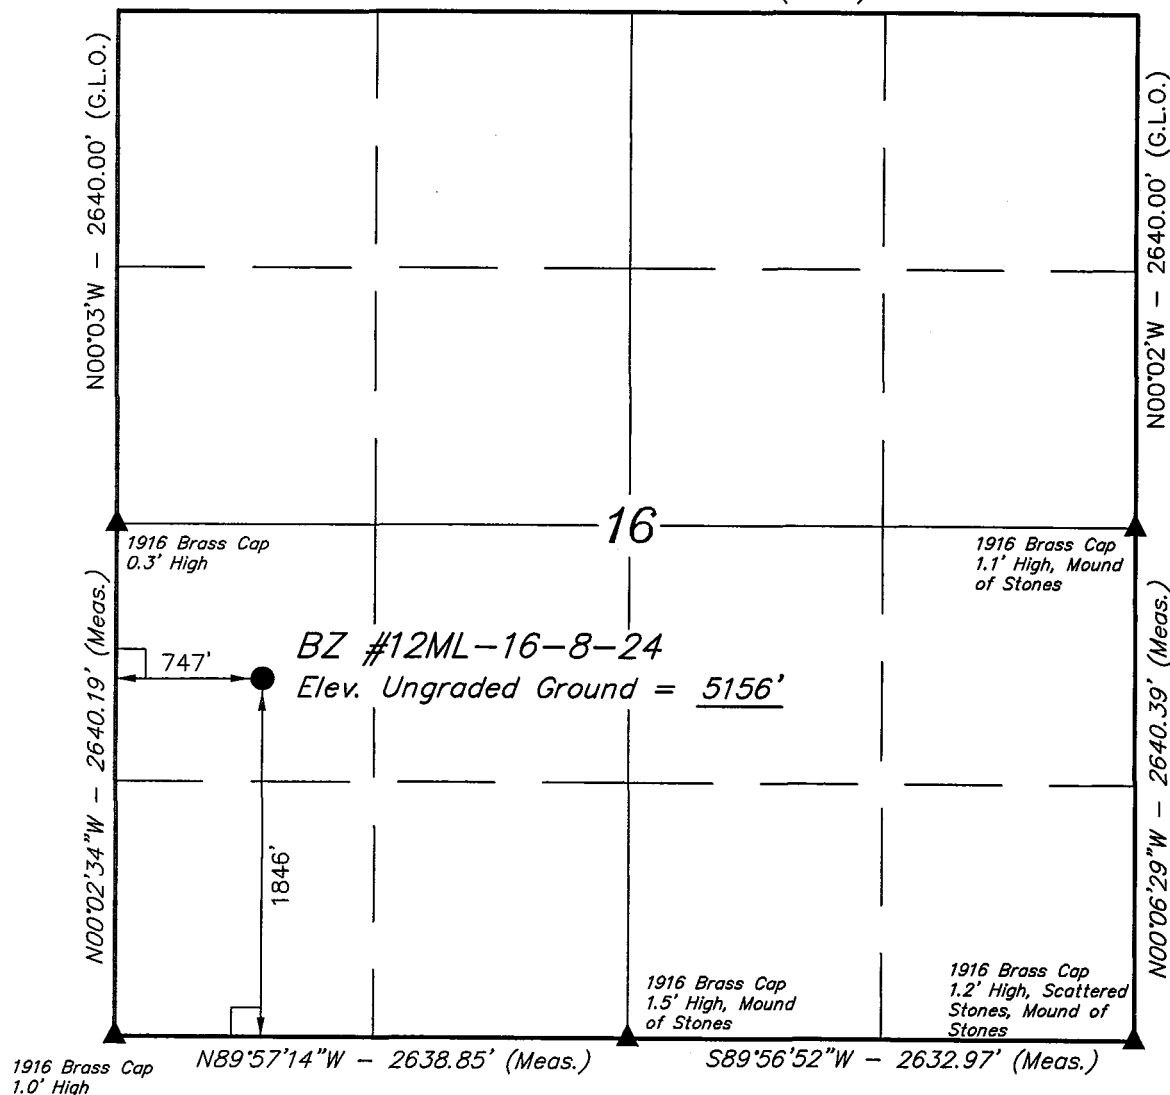 N00°03'W - 2640.00' (G.L.O.)
N00°02'W - 2640.00' (G.L.O.)
16
1916 Brass Cap
0.3' High
1916 Brass Cap
1.1' High, Mound
of Stones
N00°02'34"W - 2640.19' (Meas.)
747'
BZ #12ML-16-8-24
Elev. Ungraded Ground = 5156'
N00°06'29"W - 2640.39' (Meas.)
1846'
1916 Brass Cap
1.5' High, Mound
of Stones
1916 Brass Cap
1.2' High, Scattered
Stones, Mound of
Stones
N89°57'14"W - 2638.85' (Meas.)
S89°56'52"W - 2632.97' (Meas.)
1916 Brass Cap
1.0' High